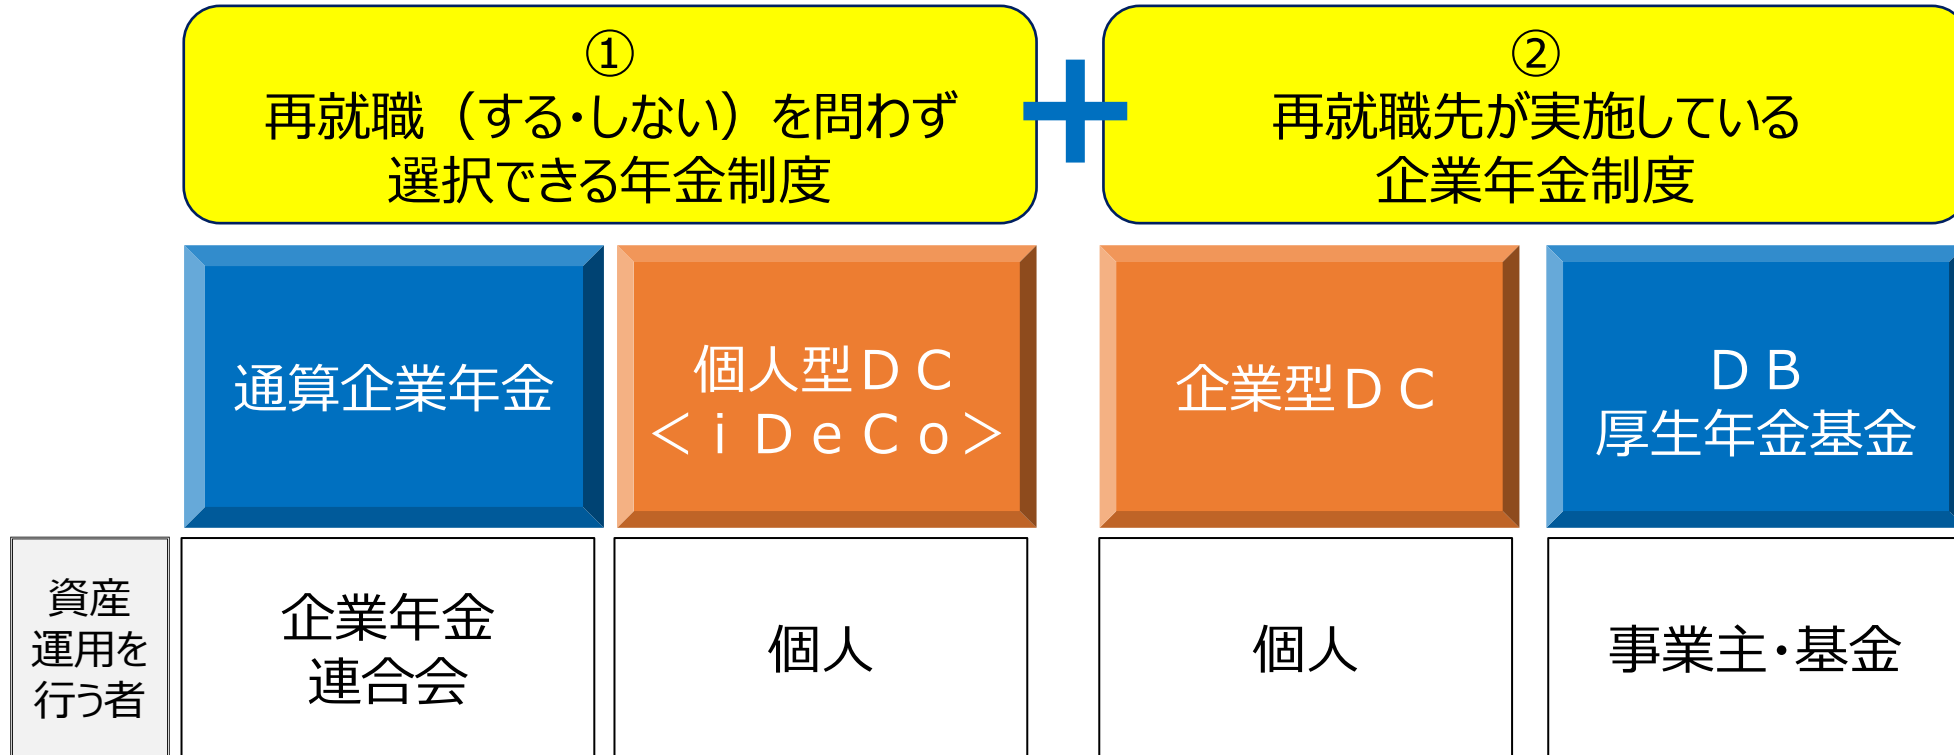 ①
再就職（する・しない）を問わず
選択できる年金制度
＋
②
再就職先が実施している
企業年金制度
通算企業年金
個人型ＤＣ
＜ｉＤｅＣｏ＞
企業型ＤＣ
ＤＢ
厚生年金基金
資産
運用を
行う者
企業年金
連合会
個人
個人
事業主・基金